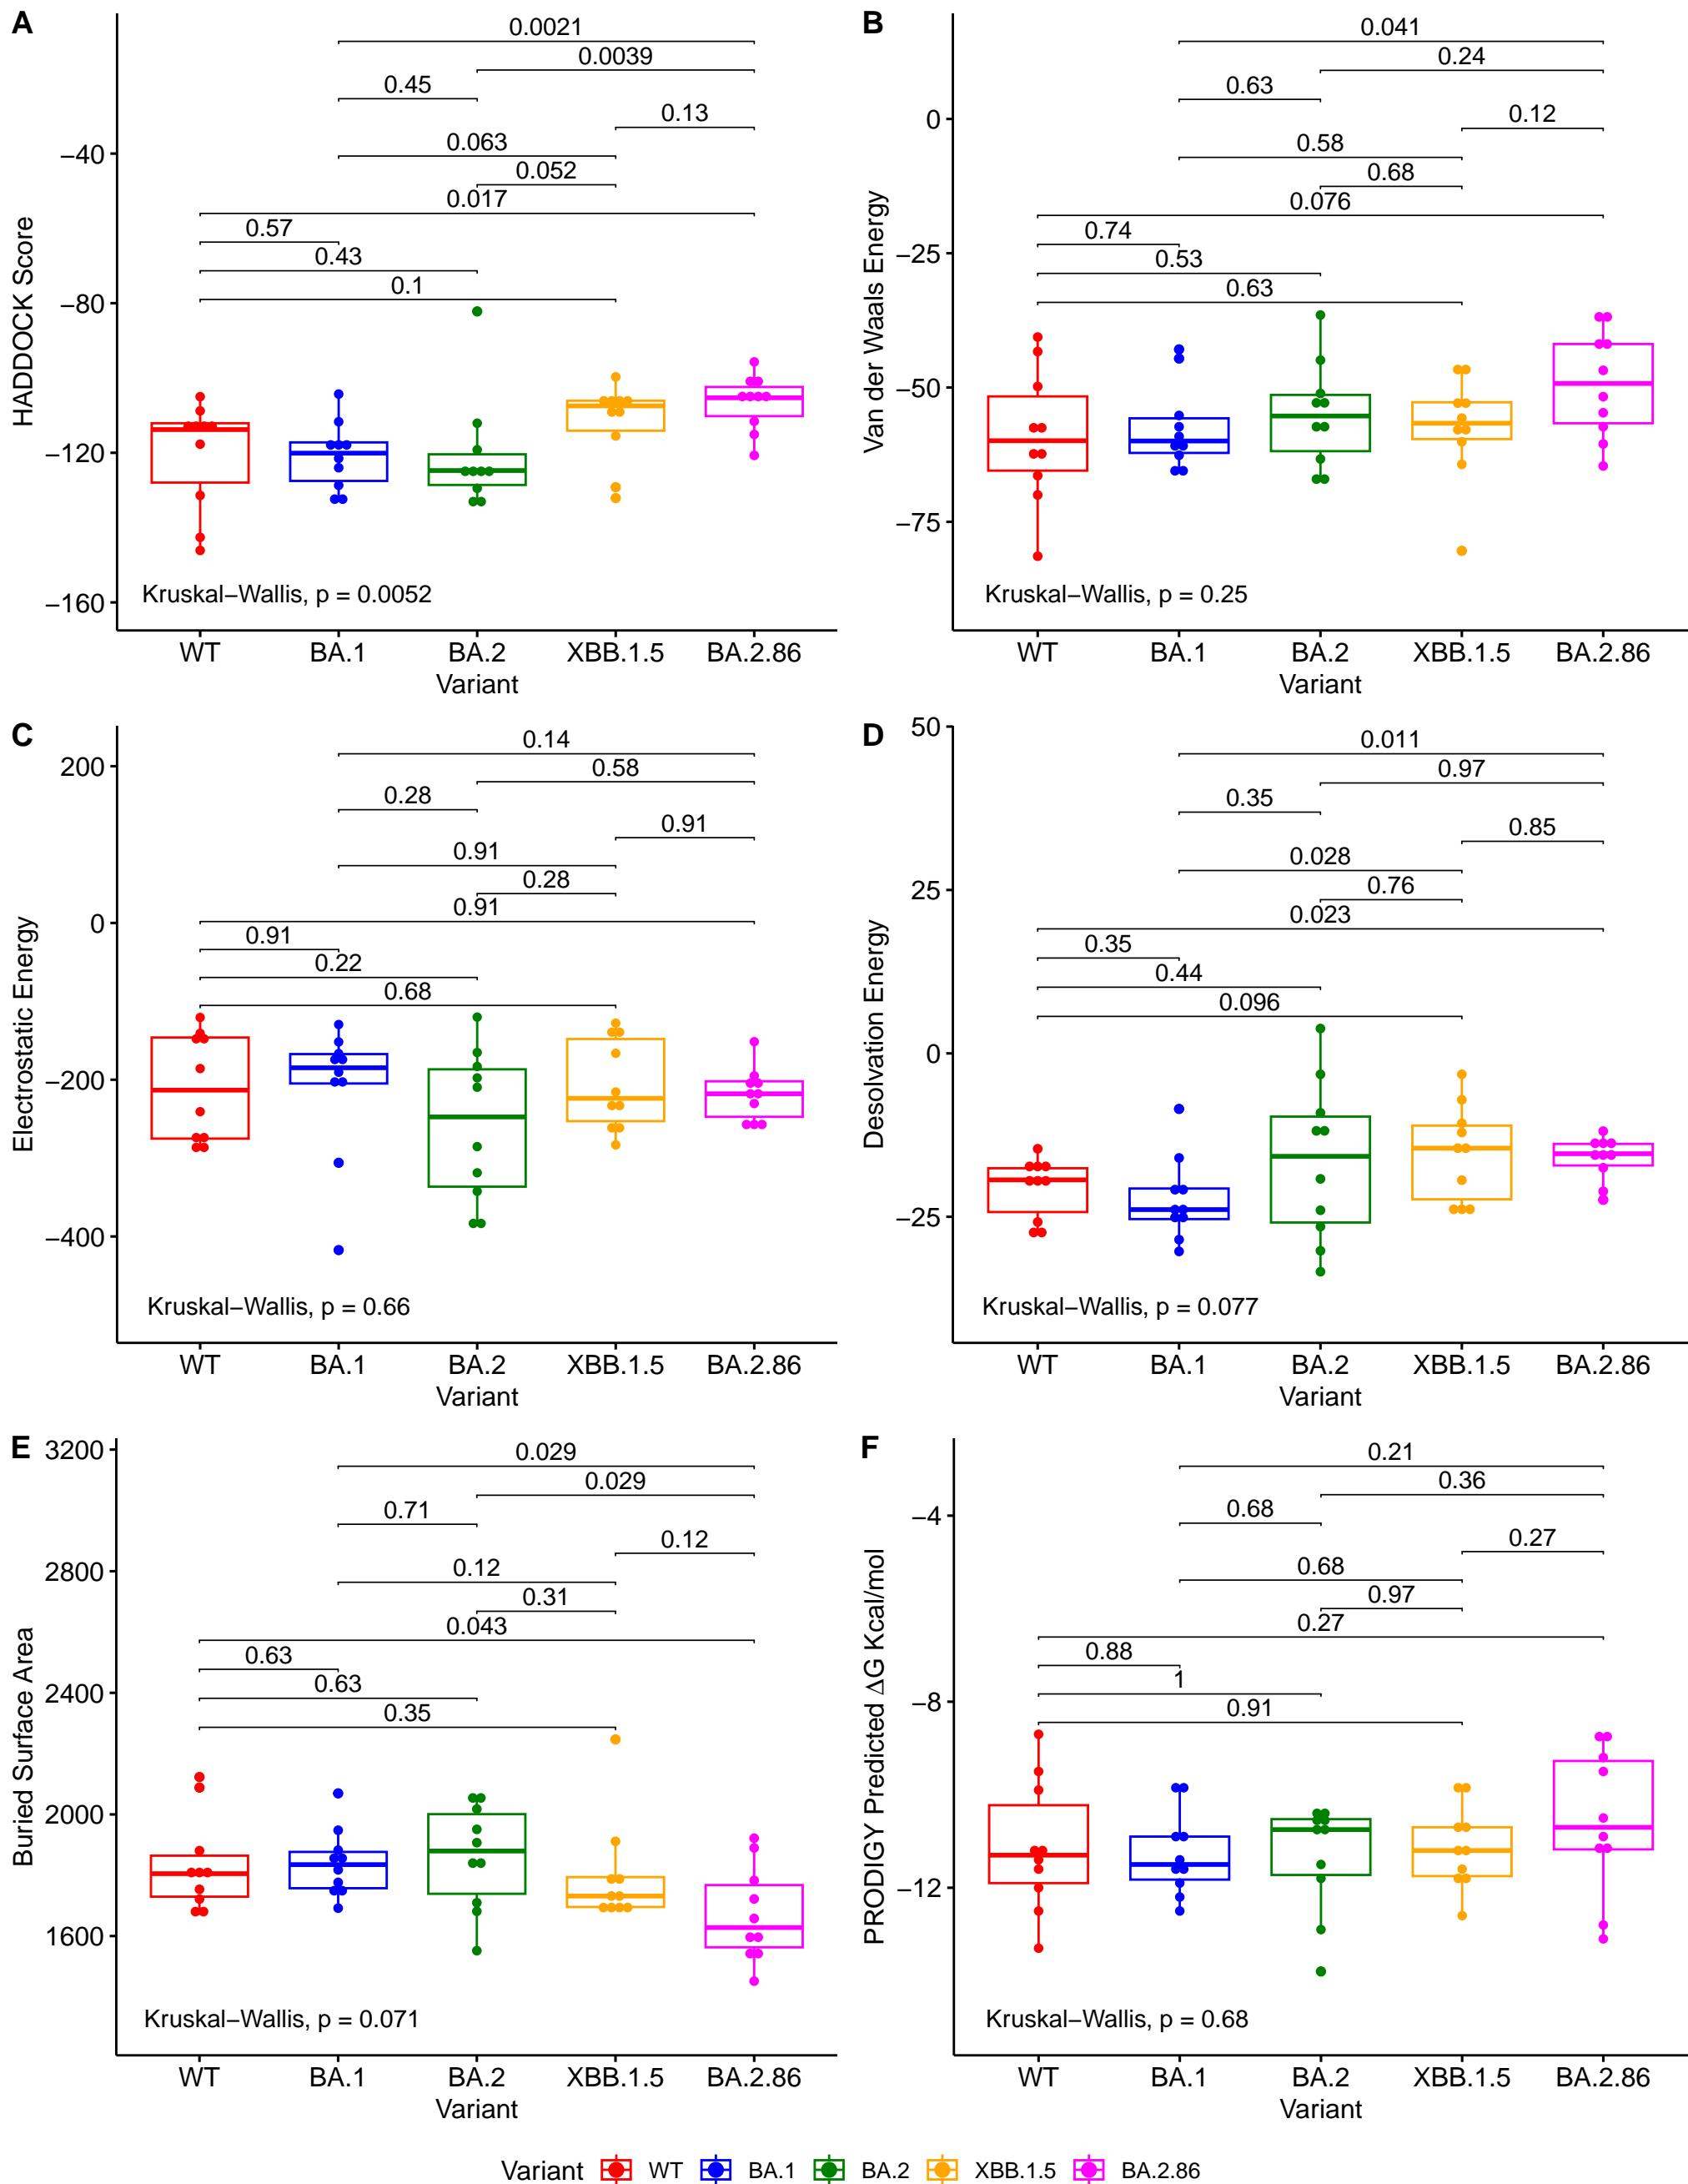 A
HADDOCK Score
−40
−80
−120
−160
0.0021
0.0039
0.45
0.13
0.063
0.052
0.017
0.57
0.43
0.1
Kruskal−Wallis, p = 0.0052
WT BA.1 BA.2 XBB.1.5 BA.2.86
Variant
B
Van der Waals Energy
0
−25
−50
−75
0.041
0.24
0.63
0.12
0.58
0.68
0.076
0.74
0.53
0.63
Kruskal−Wallis, p = 0.25
WT BA.1 BA.2 XBB.1.5 BA.2.86
Variant
C
Electrostatic Energy
200
0
−200
−400
0.14
0.58
0.28
0.91
0.91
0.28
0.91
0.91
0.22
0.68
Kruskal−Wallis, p = 0.66
WT BA.1 BA.2 XBB.1.5 BA.2.86
Variant
D
Desolvation Energy
50
25
0
−25
0.011
0.97
0.35
0.85
0.028
0.76
0.023
0.35
0.44
0.096
Kruskal−Wallis, p = 0.077
WT BA.1 BA.2 XBB.1.5 BA.2.86
Variant
E
Buried Surface Area
3200
2800
2400
2000
1600
0.029
0.029
0.71
0.12
0.12
0.31
0.043
0.63
0.63
0.35
Kruskal−Wallis, p = 0.071
WT BA.1 BA.2 XBB.1.5 BA.2.86
Variant
F
PRODIGY Predicted ΔG Kcal/mol
−4
−8
−12
0.21
0.36
0.68
0.27
0.68
0.97
0.27
0.88
1
0.91
Kruskal−Wallis, p = 0.68
WT BA.1 BA.2 XBB.1.5 BA.2.86
Variant
Variant WT BA.1 BA.2 XBB.1.5 BA.2.86